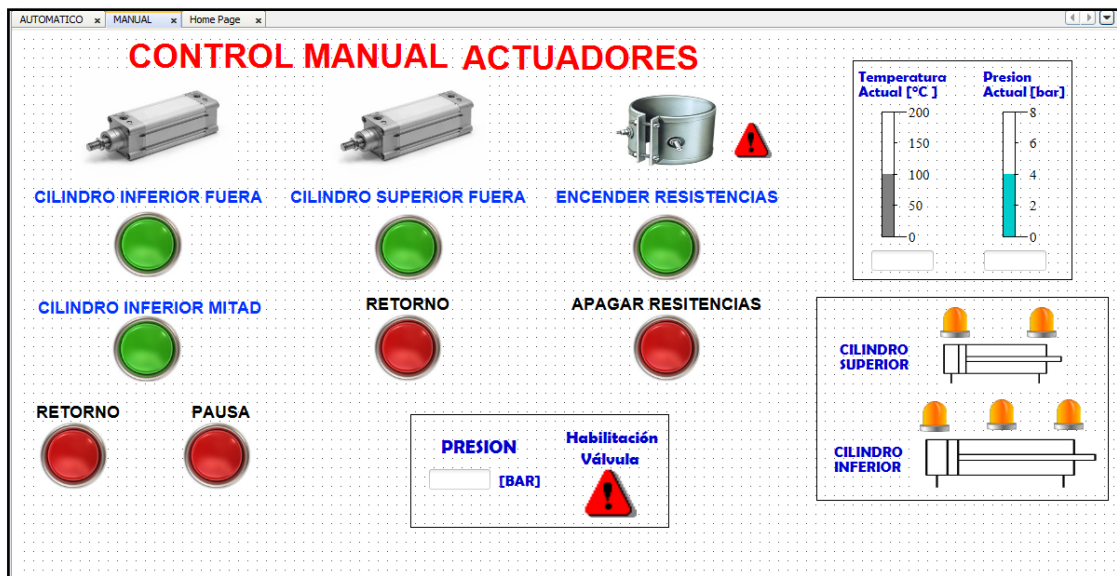 AUTOMATICO x MANUAL x Home Page x
CONTROL MANUAL ACTUADORES
CILINDRO INFERIOR FUERA
CILINDRO SUPERIOR FUERA
ENCENDER RESISTENCIAS
CILINDRO INFERIOR MITAD
RETORNO
APAGAR RESITENCIAS
RETORNO
PAUSA
PRESION
[BAR]
Habilitación
Válvula
Temperatura
Actual [°C ]
200
150
100
50
0
Presion
Actual [bar]
8
6
4
2
0
CILINDRO
SUPERIOR
CILINDRO
INFERIOR